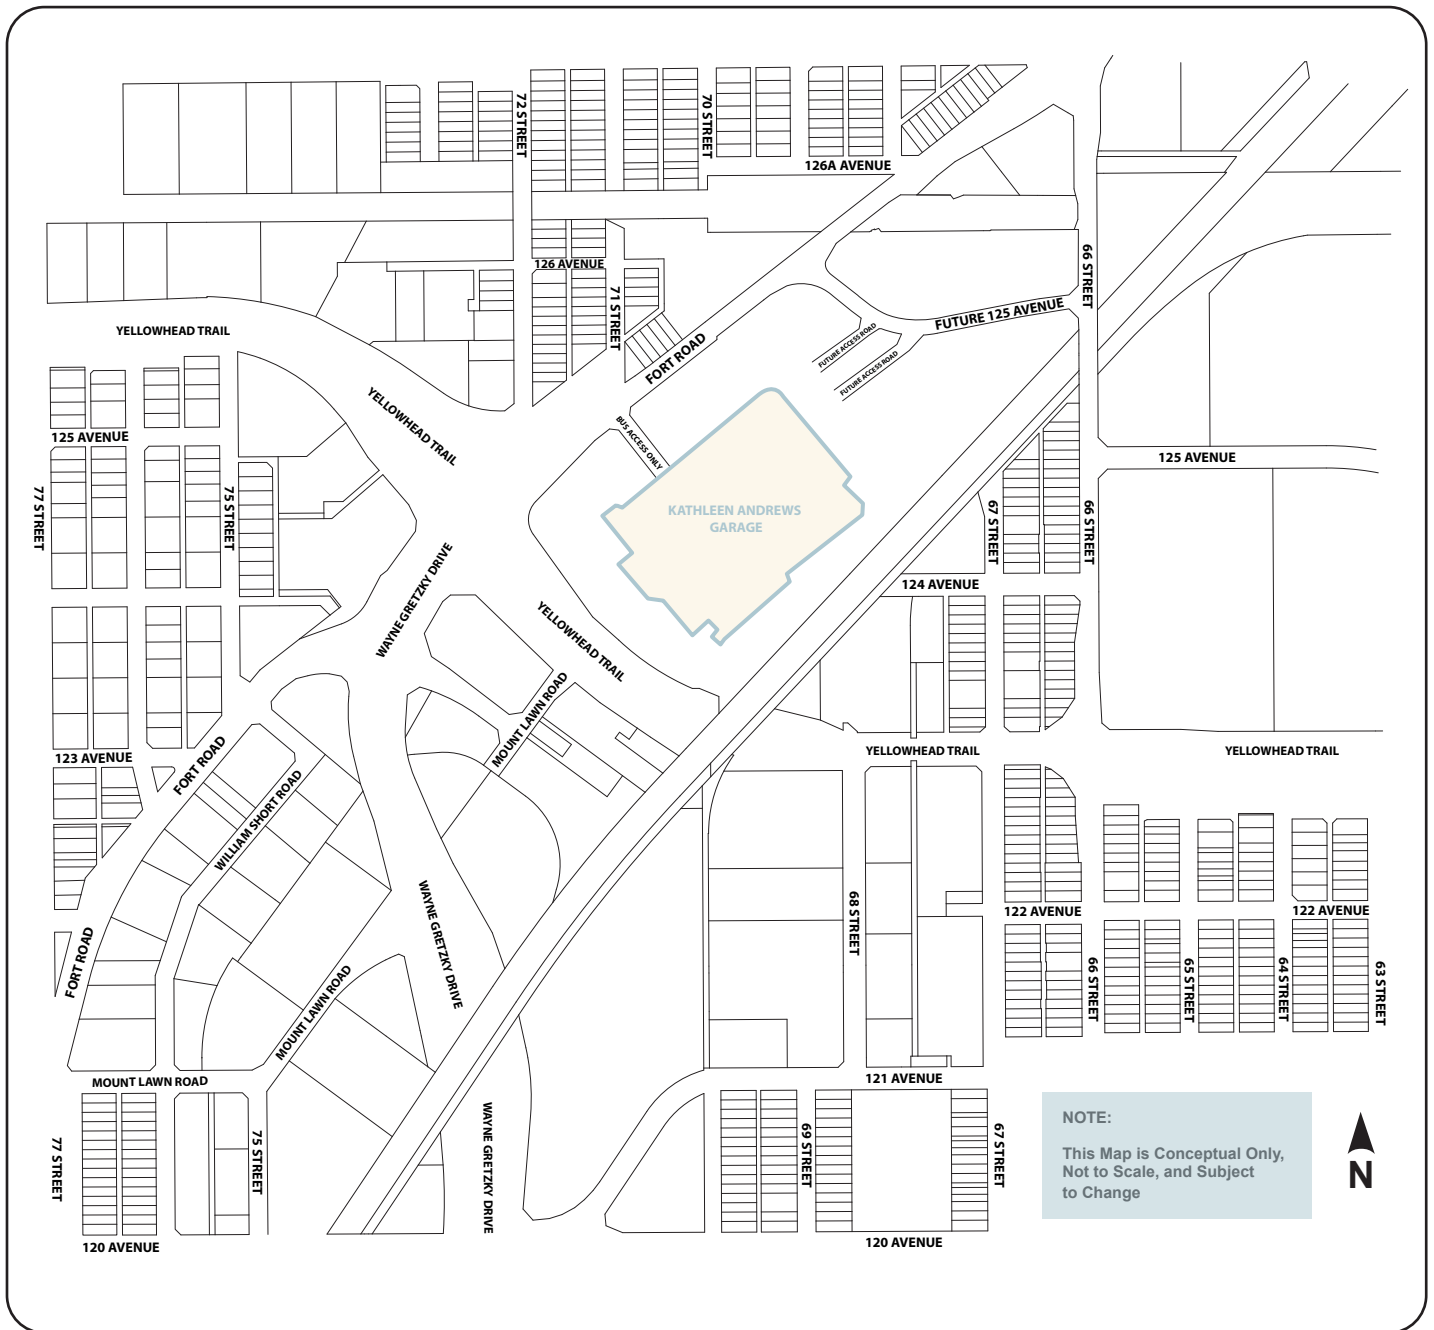 72 STREET
70 STREET
126A AVENUE
126 AVENUE
71 STREET
66 STREET
FUTURE 125 AVENUE
YELLOWHEAD TRAIL
FUTURE ACCESS ROAD
FUTURE ACCESS ROAD
FORT ROAD
YELLOWHEAD TRAIL
125 AVENUE
BUS ACCESS ONLY
125 AVENUE
77 STREET
75 STREET
KATHLEEN ANDREWS
GARAGE
67 STREET
66 STREET
124 AVENUE
WAYNE GRETZKY DRIVE
YELLOWHEAD TRAIL
MOUNT LAWN ROAD
123 AVENUE
FORT ROAD
YELLOWHEAD TRAIL
YELLOWHEAD TRAIL
WILLIAM SHORT ROAD
WAYNE GRETZKY DRIVE
68 STREET
122 AVENUE
122 AVENUE
FORT ROAD
66 STREET
65 STREET
64 STREET
63 STREET
MOUNT LAWN ROAD
MOUNT LAWN ROAD
121 AVENUE
77 STREET
75 STREET
WAYNE GRETZKY DRIVE
69 STREET
67 STREET
NOTE:
This Map is Conceptual Only,
Not to Scale, and Subject
to Change
N
120 AVENUE
120 AVENUE